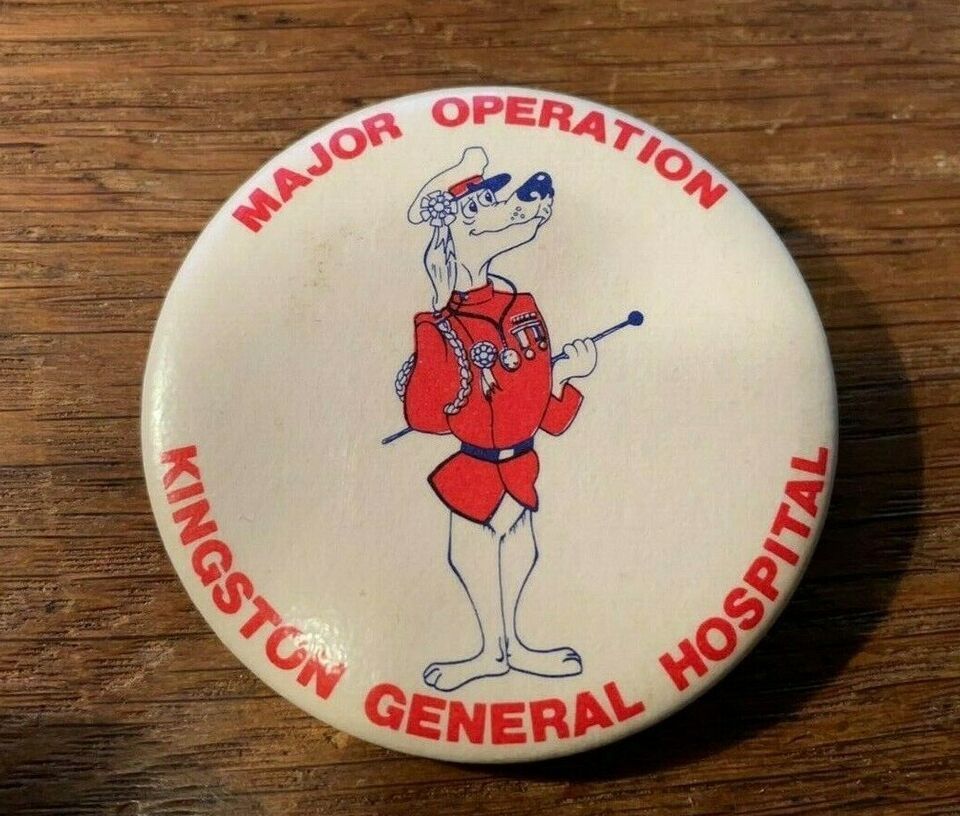 MAJOR OPERATION
KINGSTON GENERAL HOSPITAL